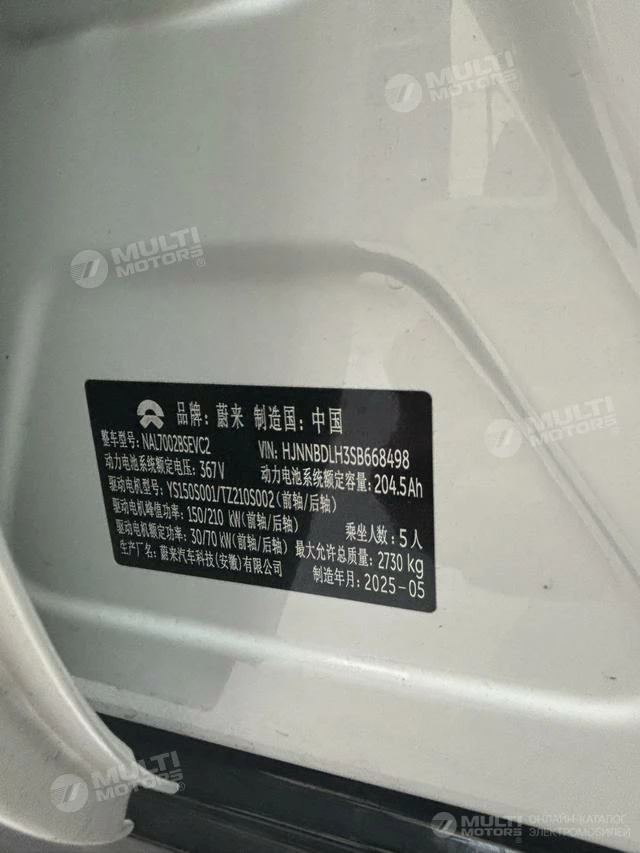 MULTI
MOTORS®
MULTI
MOTORS®
品牌: 蔚来 制造国: 中国
整车型号: NAL7002BSEVC2 VIN: HJNNBDLH3SB668498
动力电池系统额定电压: 367V 动力电池系统额定容量: 204.5Ah
驱动电机型号: YS150S001/TZ210S002(前轴/后轴)
驱动电机峰值功率: 150/210 kW(前轴/后轴) 乘坐人数: 5人
驱动电机额定功率: 30/70 kW(前轴/后轴) 最大允许总质量: 2730 kg
生产厂名: 蔚来汽车科技(安徽)有限公司 制造年月: 2025-05
MULTI
MOTORS®
MULTI
MOTORS®
ОНЛАЙН-КАТАЛОГ
ЭЛЕКТРОМОБИЛЕЙ